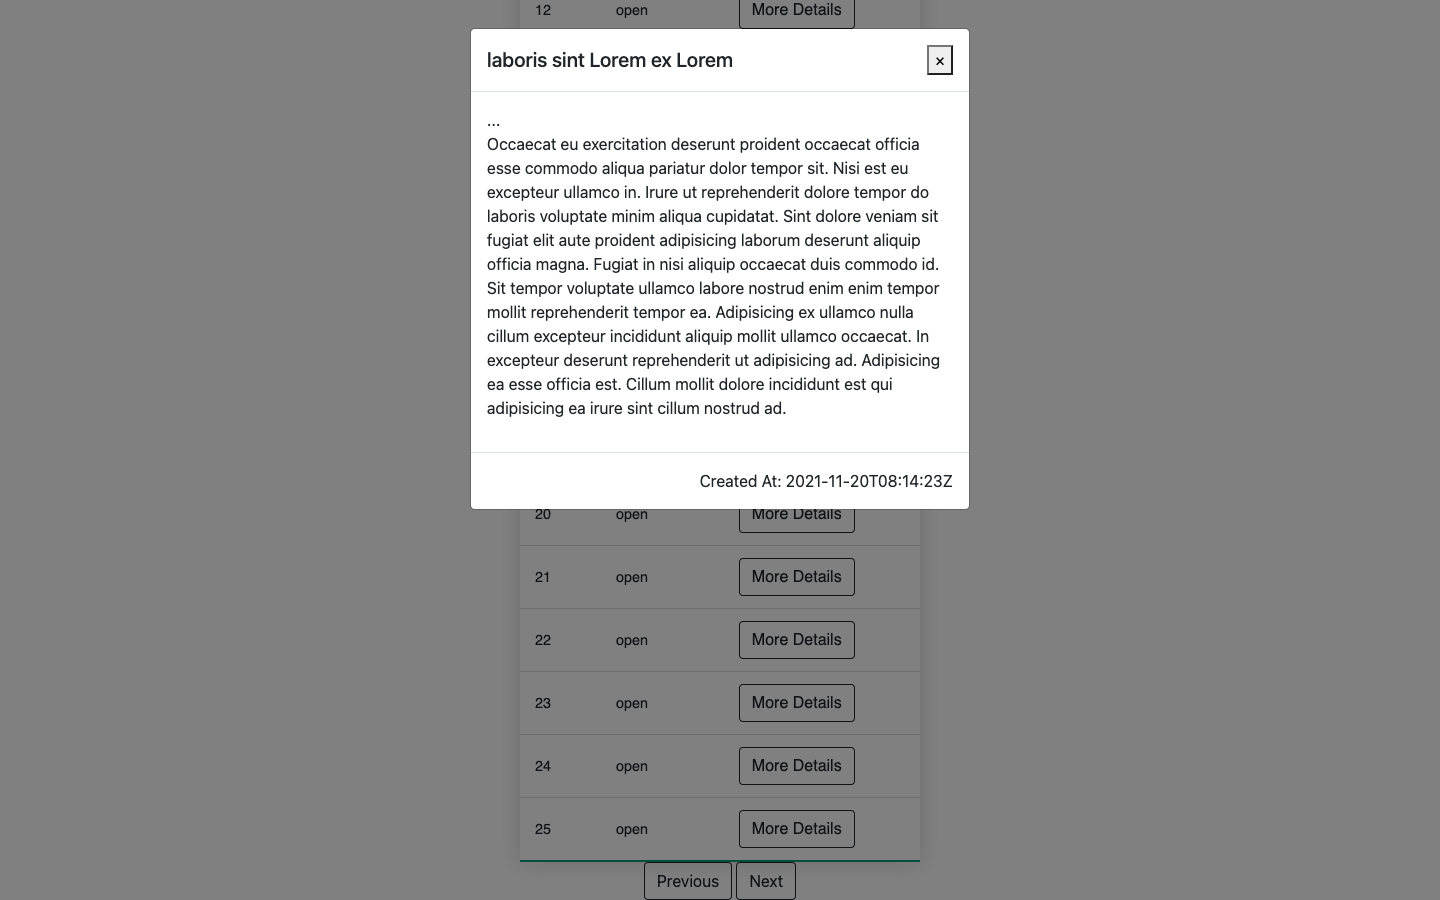 12 open More Details
laboris sint Lorem ex Lorem ×
...
Occaecat eu exercitation deserunt proident occaecat officia
esse commodo aliqua pariatur dolor tempor sit. Nisi est eu
excepteur ullamco in. Irure ut reprehenderit dolore tempor do
laboris voluptate minim aliqua cupidatat. Sint dolore veniam sit
fugiat elit aute proident adipisicing laborum deserunt aliquip
officia magna. Fugiat in nisi aliquip occaecat duis commodo id.
Sit tempor voluptate ullamco labore nostrud enim enim tempor
mollit reprehenderit tempor ea. Adipisicing ex ullamco nulla
cillum excepteur incididunt aliquip mollit ullamco occaecat. In
excepteur deserunt reprehenderit ut adipisicing ad. Adipisicing
ea esse officia est. Cillum mollit dolore incididunt est qui
adipisicing ea irure sint cillum nostrud ad.
Created At: 2021-11-20T08:14:23Z
20 open More Details
21 open More Details
22 open More Details
23 open More Details
24 open More Details
25 open More Details
Previous Next